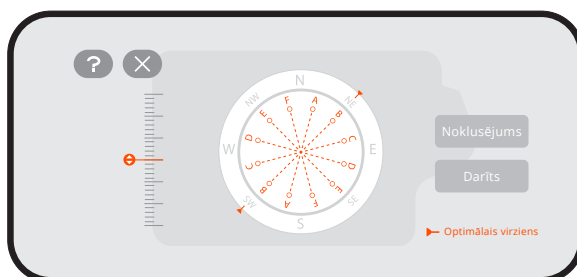 ?
N
NW
NE
F
A
E
B
D
C
W
E
C
D
B
E
A
F
SW
SE
S
Noklusējums
Darīts
Optimālais virziens